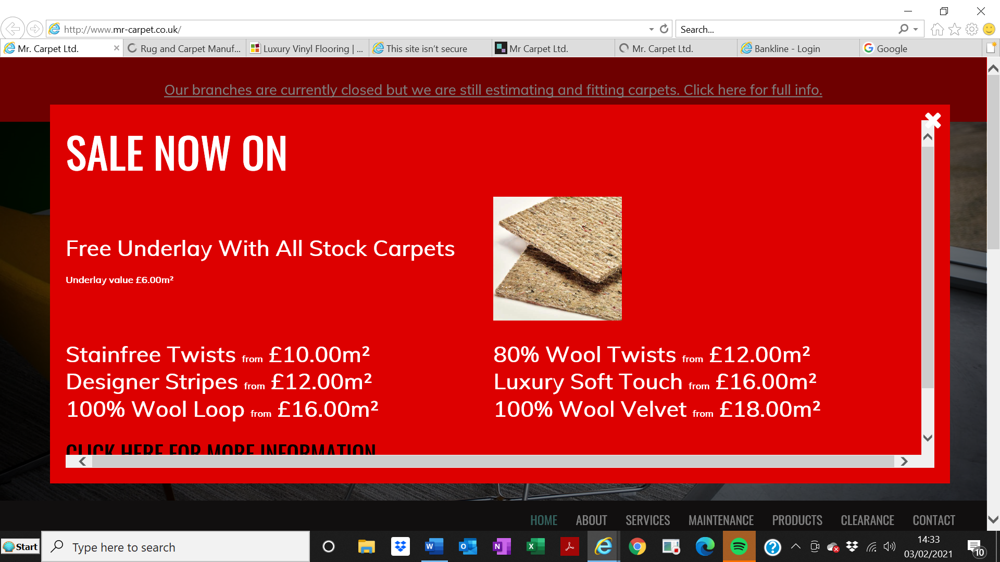 http://www.mr-carpet.co.uk/
Search...
Mr. Carpet Ltd.
Rug and Carpet Manuf...
Luxury Vinyl Flooring | ...
This site isn't secure
Mr Carpet Ltd.
Mr. Carpet Ltd.
Bankline - Login
Google
Our branches are currently closed but we are still estimating and fitting carpets. Click here for full info.
SALE NOW ON
Free Underlay With All Stock Carpets
Underlay value £6.00m²
Stainfree Twists from £10.00m²
80% Wool Twists from £12.00m²
Designer Stripes from £12.00m²
Luxury Soft Touch from £16.00m²
100% Wool Loop from £16.00m²
100% Wool Velvet from £18.00m²
CLICK HERE FOR MORE INFORMATION
HOME ABOUT SERVICES MAINTENANCE PRODUCTS CLEARANCE CONTACT
Start
Type here to search
14:33
03/02/2021
10